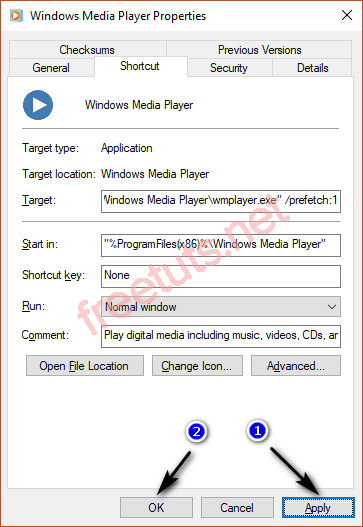 Windows Media Player Properties
Checksums Previous Versions
General Shortcut Security Details
Windows Media Player
Target type: Application
Target location: Windows Media Player
Target: Windows Media Player\wmplayer.exe" /prefetch:1
Start in: "%ProgramFiles(x86)%\Windows Media Player"
Shortcut key: None
Run: Normal window
Comment: Play digital media including music, videos, CDs, ar
Open File Location Change Icon... Advanced...
freetuts.net
2 1
OK Cancel Apply